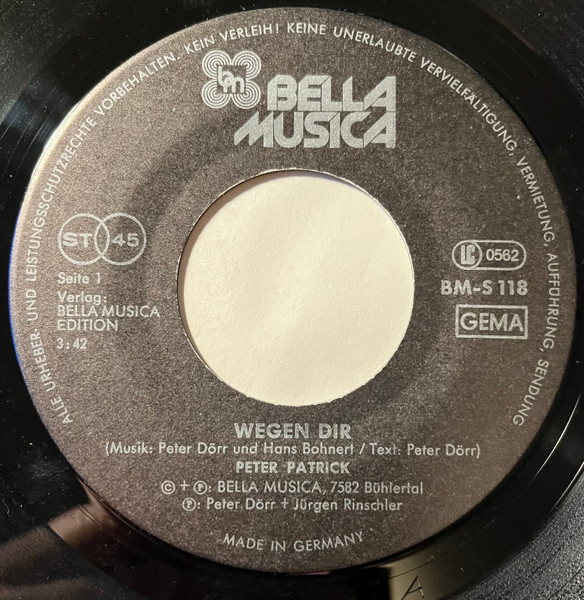 ALLE URHEBER- UND LEISTUNGSSCHUTZRECHTE VORBEHALTEN. KEIN VERLEIH! KEINE UNERLAUBTE VERVIELFÄLTIGUNG, VERMIETUNG, AUFFÜHRUNG, SENDUNG
bm
BELLA
MUSICA
ST 45
LC 0562
Seite 1
BM-S 118
Verlag:
BELLA MUSICA
EDITION
GEMA
3:42
WEGEN DIR
(Musik: Peter Dörr und Hans Bohnert / Text: Peter Dörr)
PETER PATRICK
© + ℗: BELLA MUSICA, 7582 Bühlertal
℗: Peter Dörr + Jürgen Rinschler
MADE IN GERMANY
A